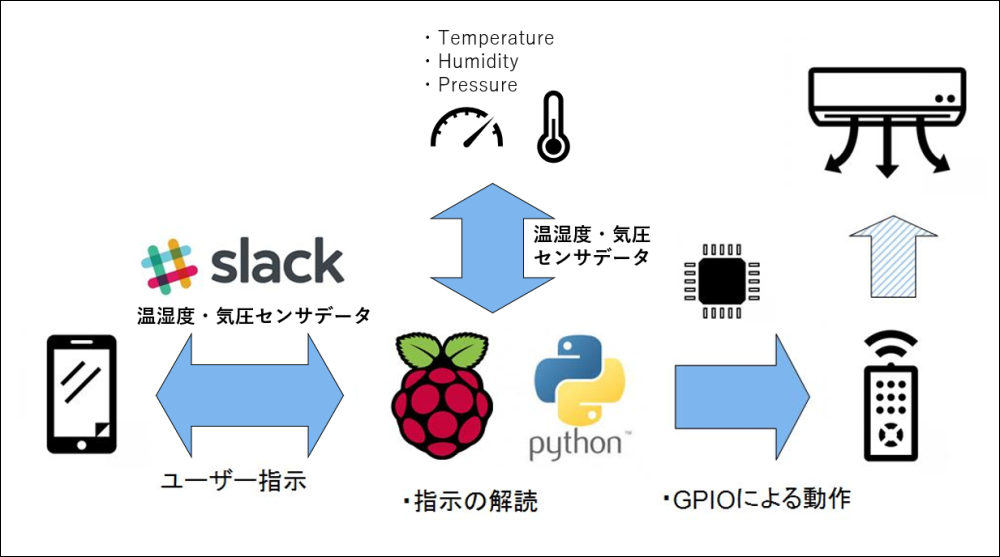 ・Temperature
・Humidity
・Pressure
温湿度・気圧
センサデータ
slack
温湿度・気圧センサデータ
python™
ユーザー指示
・指示の解読
・GPIOによる動作